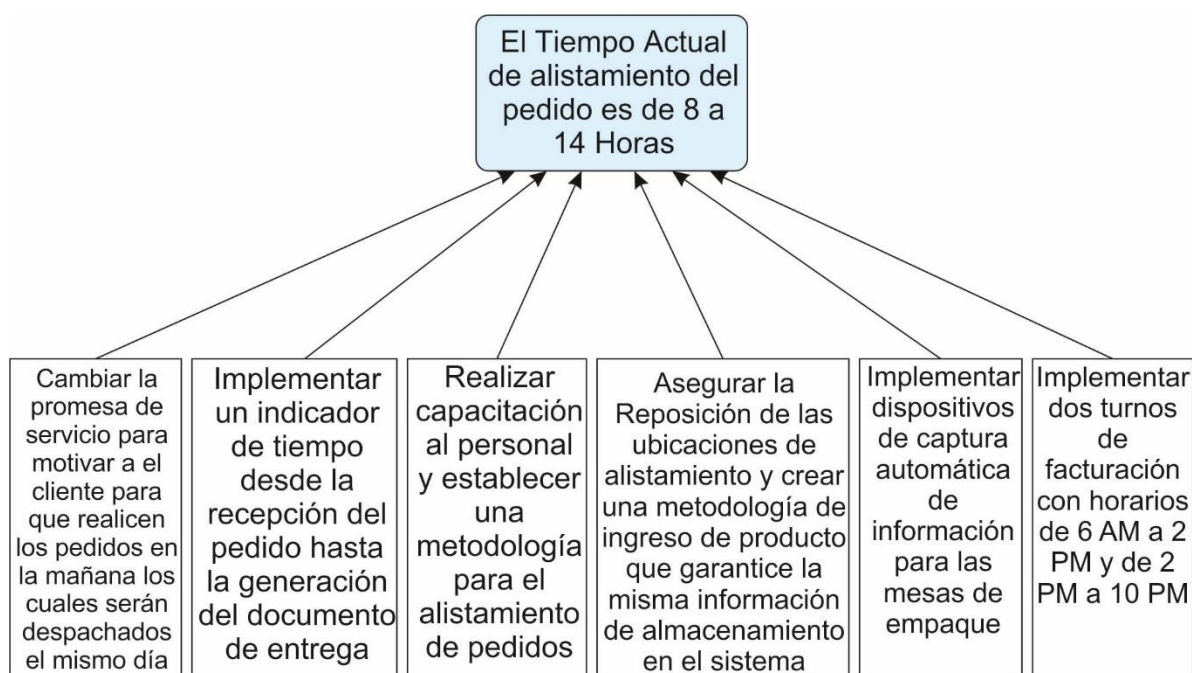 El Tiempo Actual
de alistamiento del
pedido es de 8 a
14 Horas
Cambiar la
promesa de
servicio para
motivar a el
cliente para
que realicen
los pedidos en
la mañana los
cuales serán
despachados
el mismo día
Implementar
un indicador
de tiempo
desde la
recepción del
pedido hasta
la generación
del documento
de entrega
Realizar
capacitación
al personal
y establecer
una
metodología
para el
alistamiento
de pedidos
Asegurar la
Reposición de las
ubicaciones de
alistamiento y crear
una metodología de
ingreso de producto
que garantice la
misma información
de almacenamiento
en el sistema
Implementar
dispositivos
de captura
automática
de
información
para las
mesas de
empaque
Implementar
dos turnos
de
facturación
con horarios
de 6 AM a 2
PM y de 2
PM a 10 PM